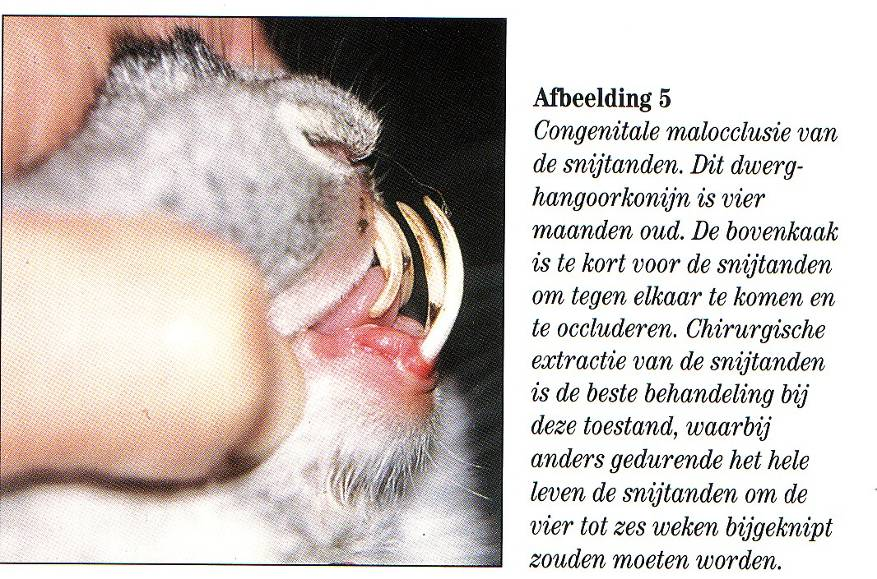 Afbeelding 5
Congenitale malocclusie van
de snijtanden. Dit dwerg-
hangoorkonijn is vier
maanden oud. De bovenkaak
is te kort voor de snijtanden
om tegen elkaar te komen en
te occluderen. Chirurgische
extractie van de snijtanden
is de beste behandeling bij
deze toestand, waarbij
anders gedurende het hele
leven de snijtanden om de
vier tot zes weken bijgeknipt
zouden moeten worden.